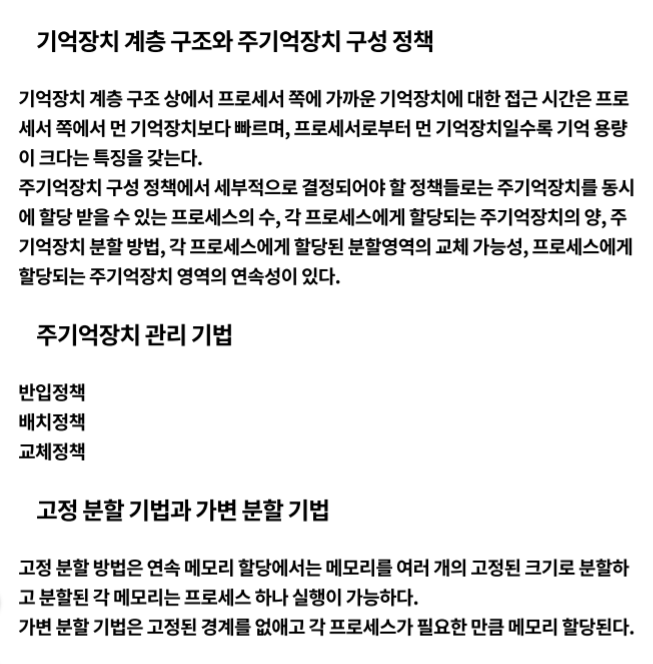 기억장치 계층 구조와 주기억장치 구성 정책
기억장치 계층 구조 상에서 프로세서 쪽에 가까운 기억장치에 대한 접근 시간은 프로
세서 쪽에서 먼 기억장치보다 빠르며, 프로세서로부터 먼 기억장치일수록 기억 용량
이 크다는 특징을 갖는다.
주기억장치 구성 정책에서 세부적으로 결정되어야 할 정책들로는 주기억장치를 동시
에 할당 받을 수 있는 프로세스의 수, 각 프로세스에게 할당되는 주기억장치의 양, 주
기억장치 분할 방법, 각 프로세스에게 할당된 분할영역의 교체 가능성, 프로세스에게
할당되는 주기억장치 영역의 연속성이 있다.
주기억장치 관리 기법
반입정책
배치정책
교체정책
고정 분할 기법과 가변 분할 기법
고정 분할 방법은 연속 메모리 할당에서는 메모리를 여러 개의 고정된 크기로 분할하
고 분할된 각 메모리는 프로세스 하나 실행이 가능하다.
가변 분할 기법은 고정된 경계를 없애고 각 프로세스가 필요한 만큼 메모리 할당된다.